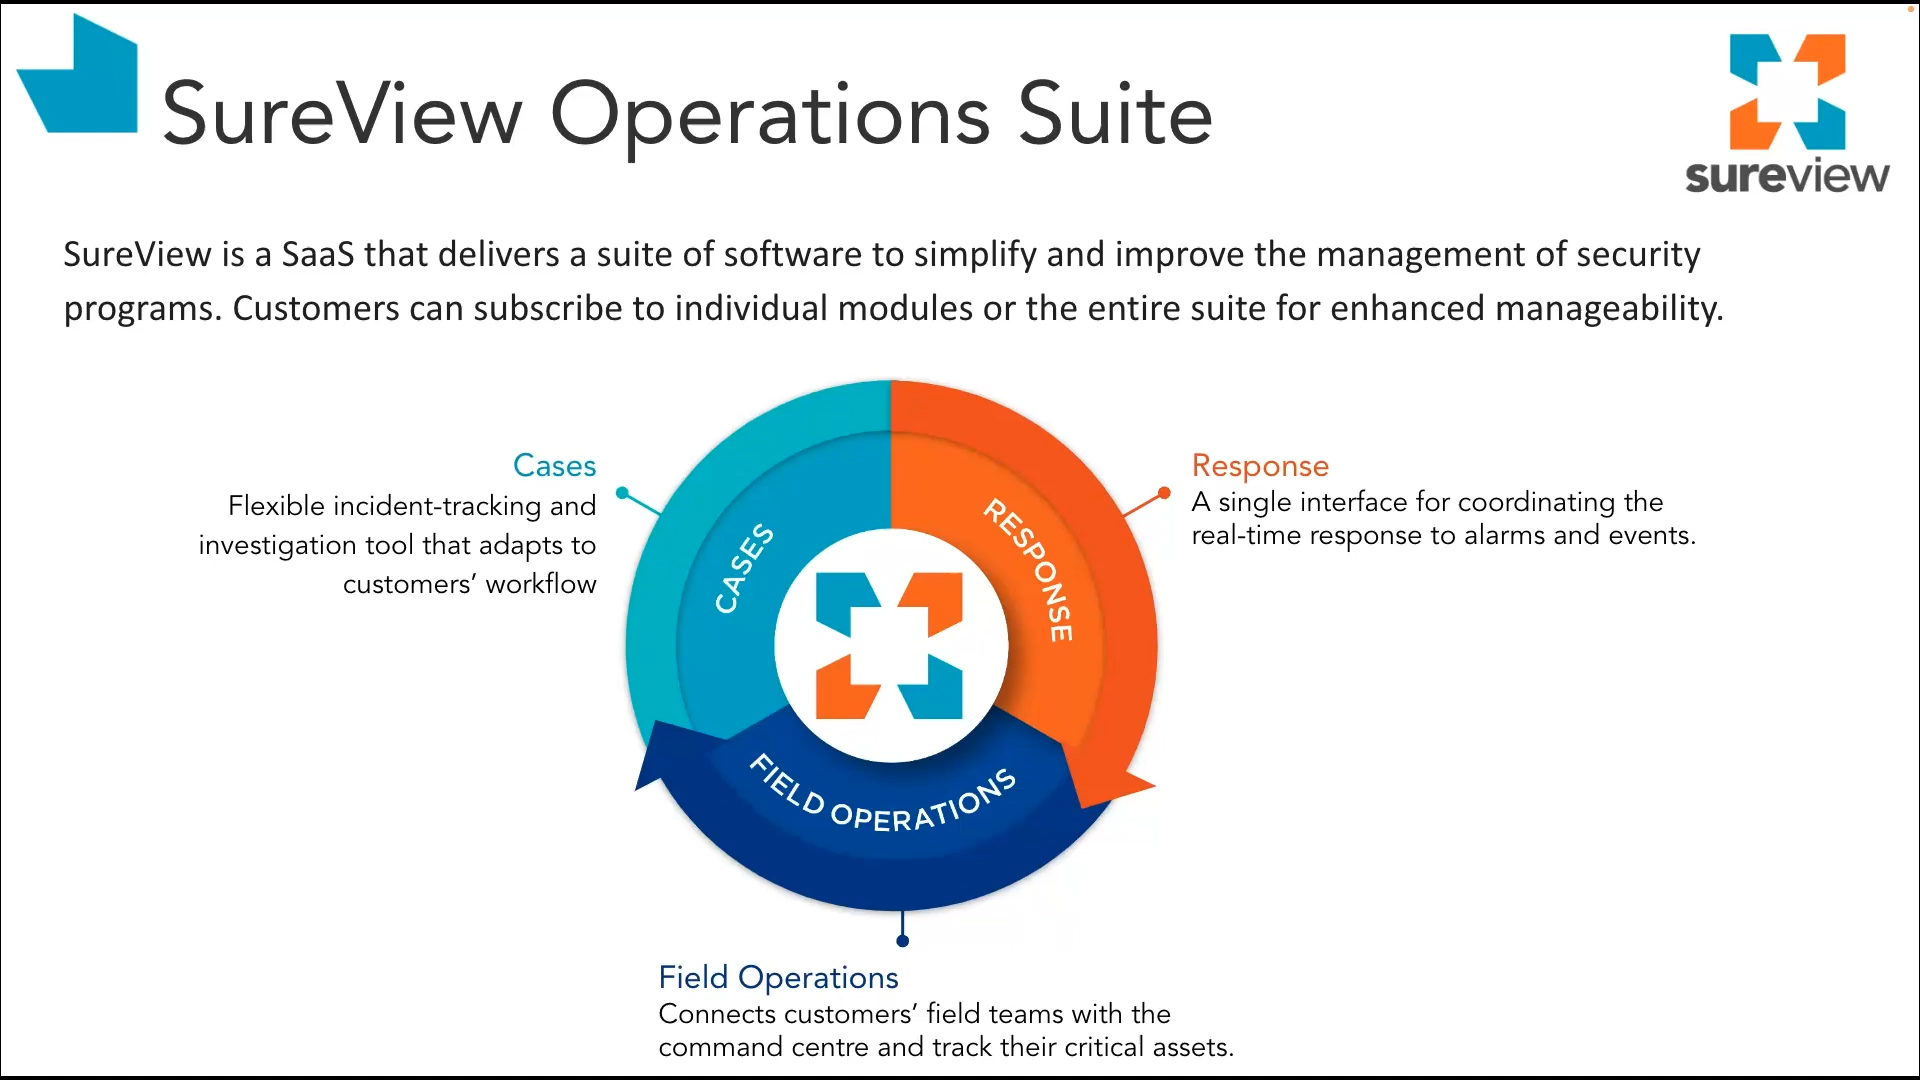 SureView Operations Suite
sureview
SureView is a SaaS that delivers a suite of software to simplify and improve the management of security
programs. Customers can subscribe to individual modules or the entire suite for enhanced manageability.
Cases
Flexible incident-tracking and
investigation tool that adapts to
customers’ workflow
CASES
RESPONSE
FIELD OPERATIONS
Response
A single interface for coordinating the
real-time response to alarms and events.
Field Operations
Connects customers’ field teams with the
command centre and track their critical assets.